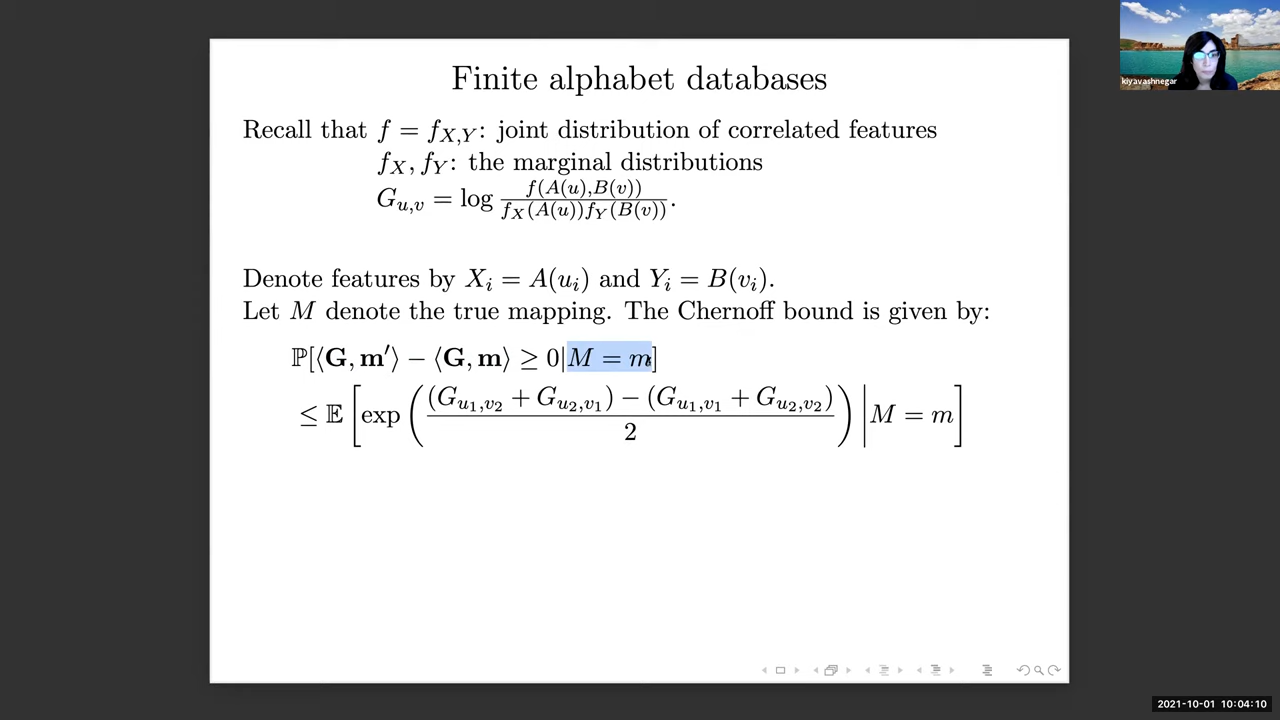 Finite alphabet databases
Recall that f = f_{X,Y}: joint distribution of correlated features
f_X, f_Y: the marginal distributions
G_{u,v} = log \frac{f(A(u),B(v))}{f_X(A(u))f_Y(B(v))}.
Denote features by X_i = A(u_i) and Y_i = B(v_i).
Let M denote the true mapping. The Chernoff bound is given by:
ℙ[⟨G, m′⟩ − ⟨G, m⟩ ≥ 0|M = m]
≤ 𝔼 [exp (\frac{(G_{u_1,v_2} + G_{u_2,v_1}) − (G_{u_1,v_1} + G_{u_2,v_2})}{2}) | M = m]
kiyavashnegar
2021-10-01 10:04:10